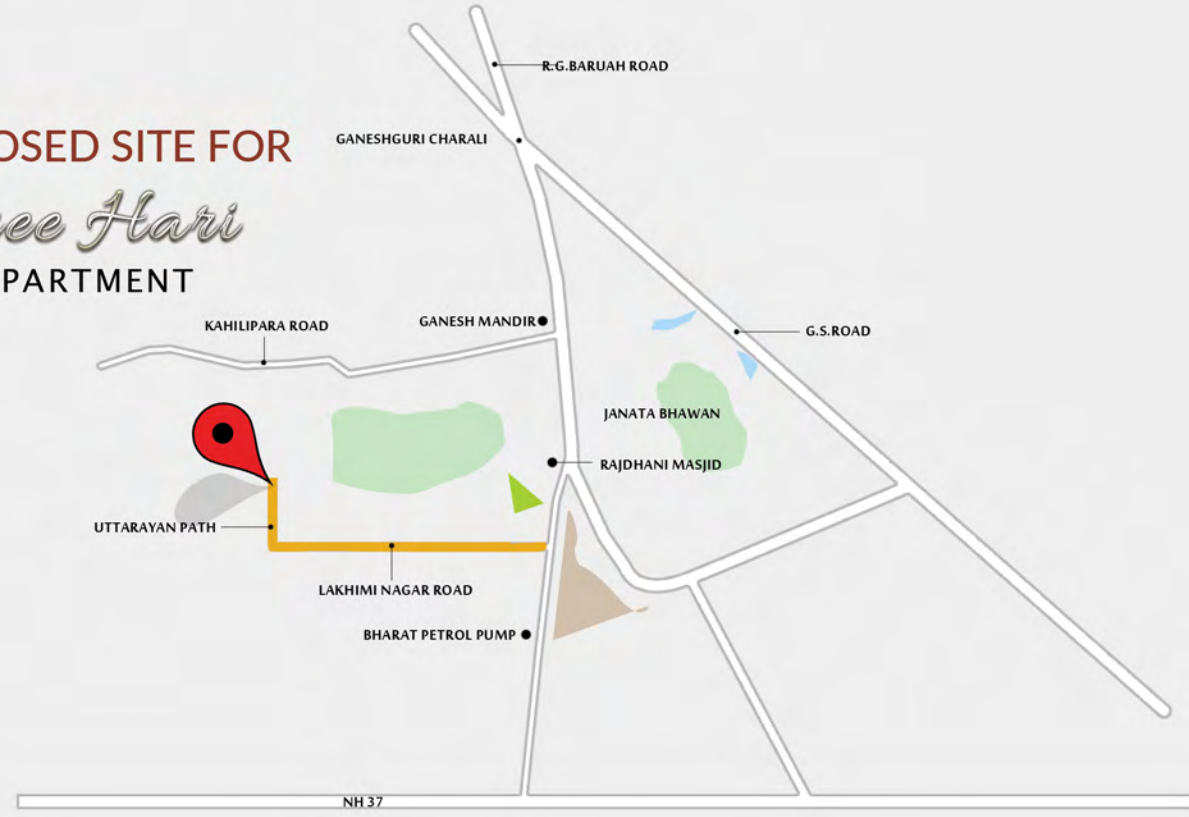 R.G.BARUAH ROAD
GANESHGURI CHARALI
OSED SITE FOR
ee Hari
PARTMENT
KAHILIPARA ROAD
GANESH MANDIR
G.S.ROAD
JANATA BHAWAN
RAJDHANI MASJID
UTTARAYAN PATH
LAKHIMI NAGAR ROAD
BHARAT PETROL PUMP
NH 37